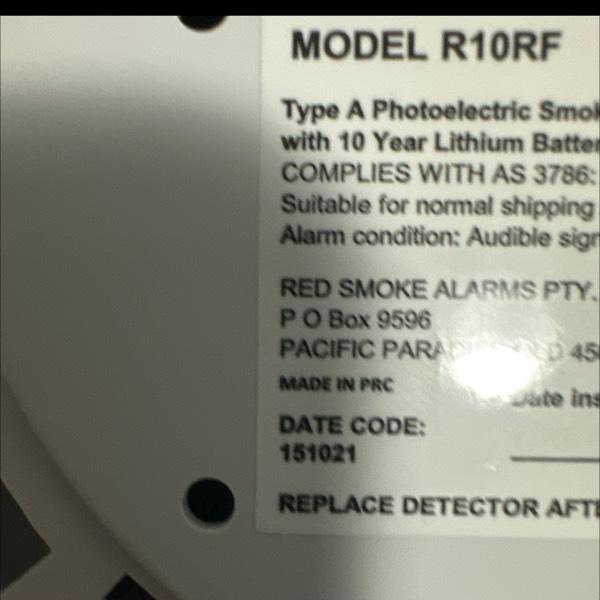 MODEL R10RF
Type A Photoelectric
with 10 Year Lithium
COMPLIES WITH AS 3786:
Suitable for normal shipping
Alarm condition: Audible
RED SMOKE ALARMS PTY.
P O Box 9596
PACIFIC
MADE IN PRC
DATE CODE:
151021
REPLACE DETECTOR